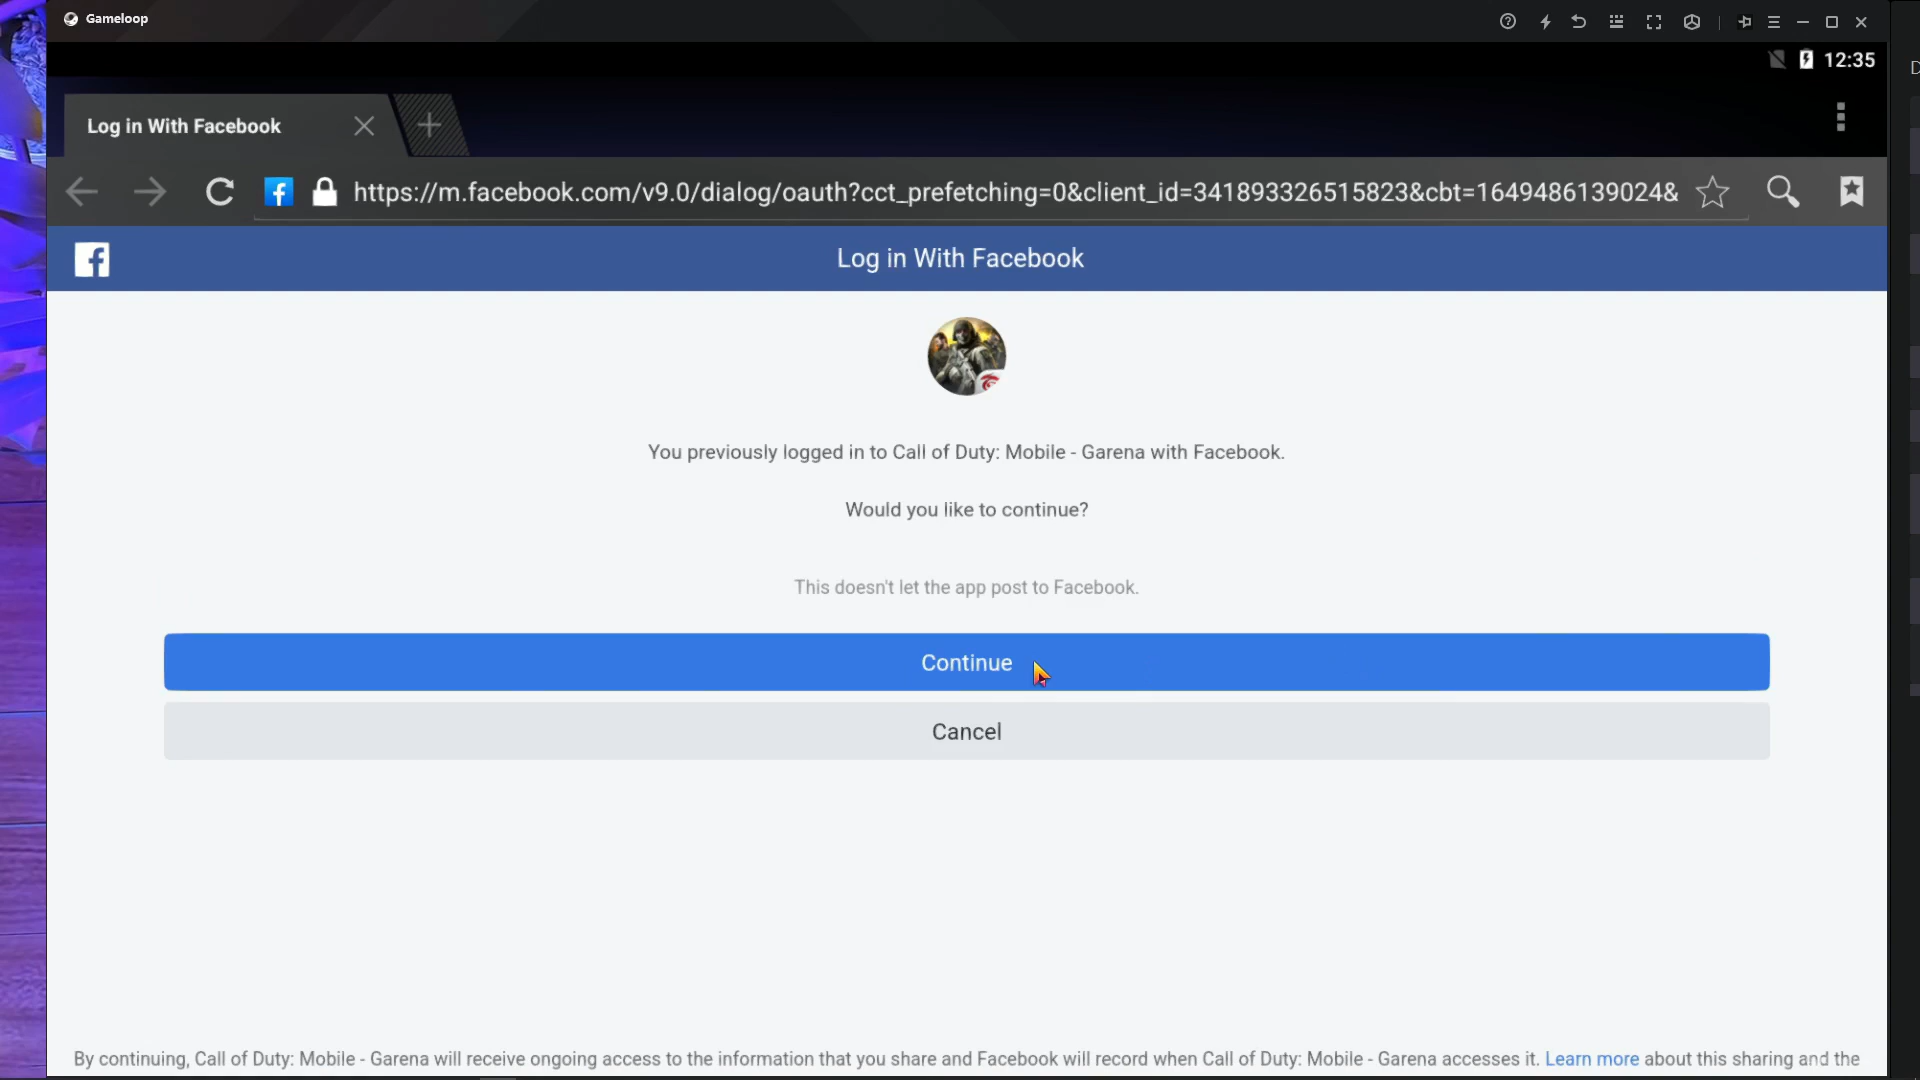 Gameloop
12:35
Log in With Facebook
https://m.facebook.com/v9.0/dialog/oauth?cct_prefetching=0&client_id=341893326515823&cbt=1649486139024&
Log in With Facebook
You previously logged in to Call of Duty: Mobile - Garena with Facebook.
Would you like to continue?
This doesn't let the app post to Facebook.
Continue
Cancel
By continuing, Call of Duty: Mobile - Garena will receive ongoing access to the information that you share and Facebook will record when Call of Duty: Mobile - Garena accesses it. Learn more about this sharing and the